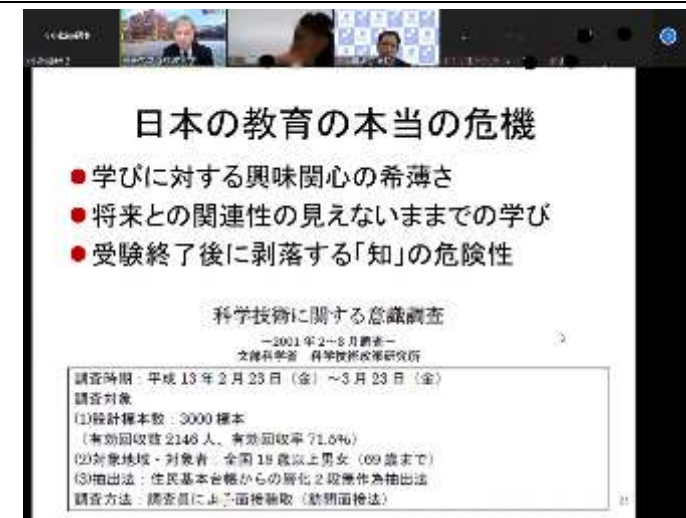 日本の教育の本当の危機
●学びに対する興味関心の希薄さ
●将来との関連性の見えないままでの学び
●受験終了後に剥落する「知」の危険性
科学技術に関する意識調査
−2001年2〜3月調査−
文部科学省 科学技術政策研究所
調査時期:平成13年2月23日(金)〜3月23日(金)
調査対象
(1)設計標本数:3000標本
(有効回収数2146人、有効回収率71.5%)
(2)対象地域・対象者:全国18歳以上男女(69歳まで)
(3)抽出法:住民基本台帳からの層化2段無作為抽出法
調査方法:調査員による面接聴取(訪問面接法)